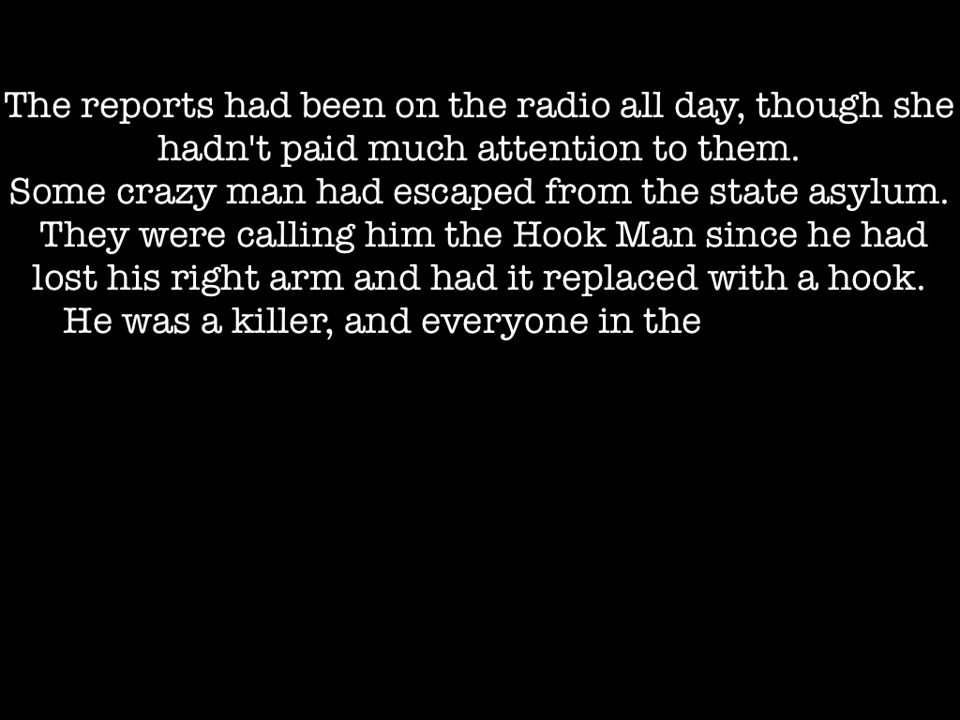 The reports had been on the radio all day, though she
hadn't paid much attention to them.
Some crazy man had escaped from the state asylum.
They were calling him the Hook Man since he had
lost his right arm and had it replaced with a hook.
He was a killer, and everyone in the